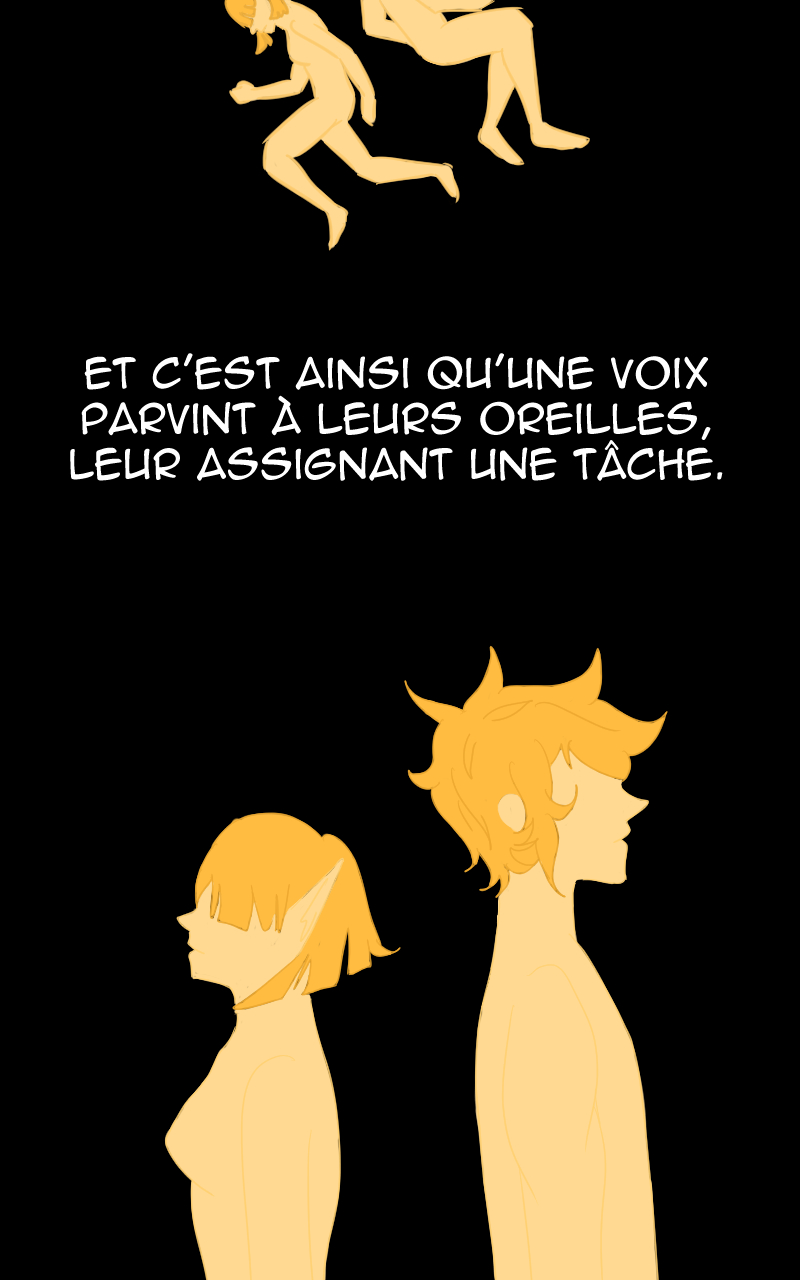 ET C'EST AINSI QU'UNE VOIX
PARVINT À LEURS OREILLES,
LEUR ASSIGNANT UNE TÂCHE.